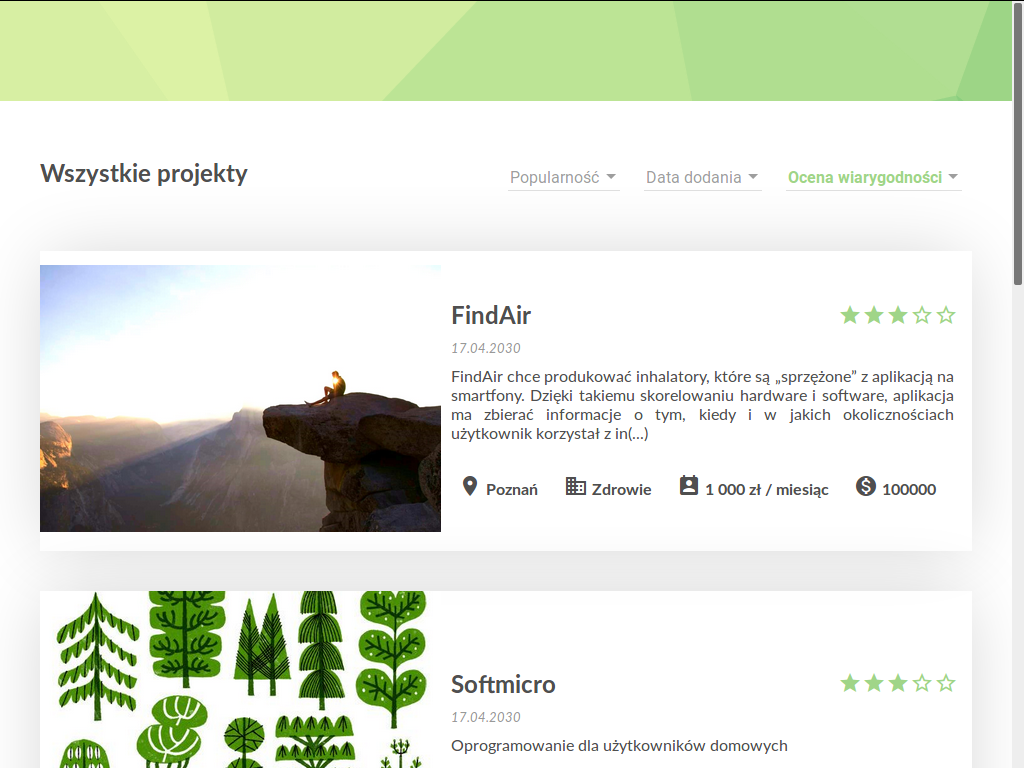 Wszystkie projekty
Popularność
Data dodania
Ocena wiarygodności
FindAir
17.04.2030
FindAir chce produkować inhalatory, które są „sprzężone” z aplikacją na
smartfony. Dzięki takiemu skorelowaniu hardware i software, aplikacja
ma zbierać informacje o tym, kiedy i w jakich okolicznościach
użytkownik korzystał z in(...)
Poznań
Zdrowie
1 000 zł / miesiąc
100000
Softmicro
17.04.2030
Oprogramowanie dla użytkowników domowych